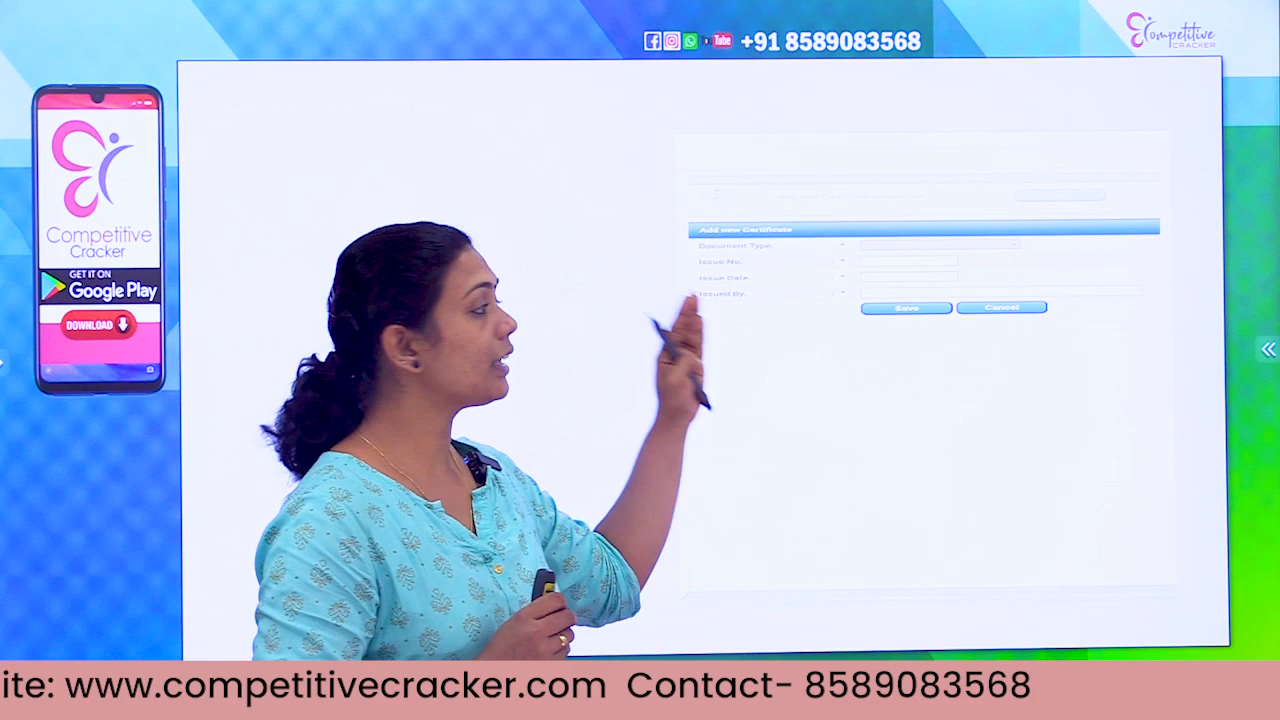 +91 8589083568
Competitive
CRACKER
Competitive
Cracker
GET IT ON
Google Play
DOWNLOAD
Add new Certificate
Document Type.
Issue No.
Issue Date.
Issued By.
Save Cancel
ite: www.competitivecracker.com Contact- 8589083568